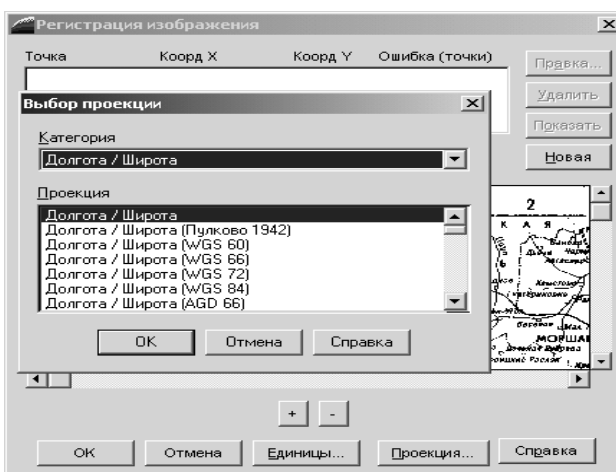 Регистрация изображения
Точка Коорд X Коорд Y Ошибка (точки)
Правка...
Удалить
Показать
Новая
Выбор проекции
Категория
Долгота / Широта
Проекция
Долгота / Широта
Долгота / Широта (Пулково 1942)
Долгота / Широта (WGS 60)
Долгота / Широта (WGS 66)
Долгота / Широта (WGS 72)
Долгота / Широта (WGS 84)
Долгота / Широта (AGD 66)
OK Отмена Справка
2
К А Я
МОРШАН
+ -
OK Отмена Единицы... Проекция... Справка